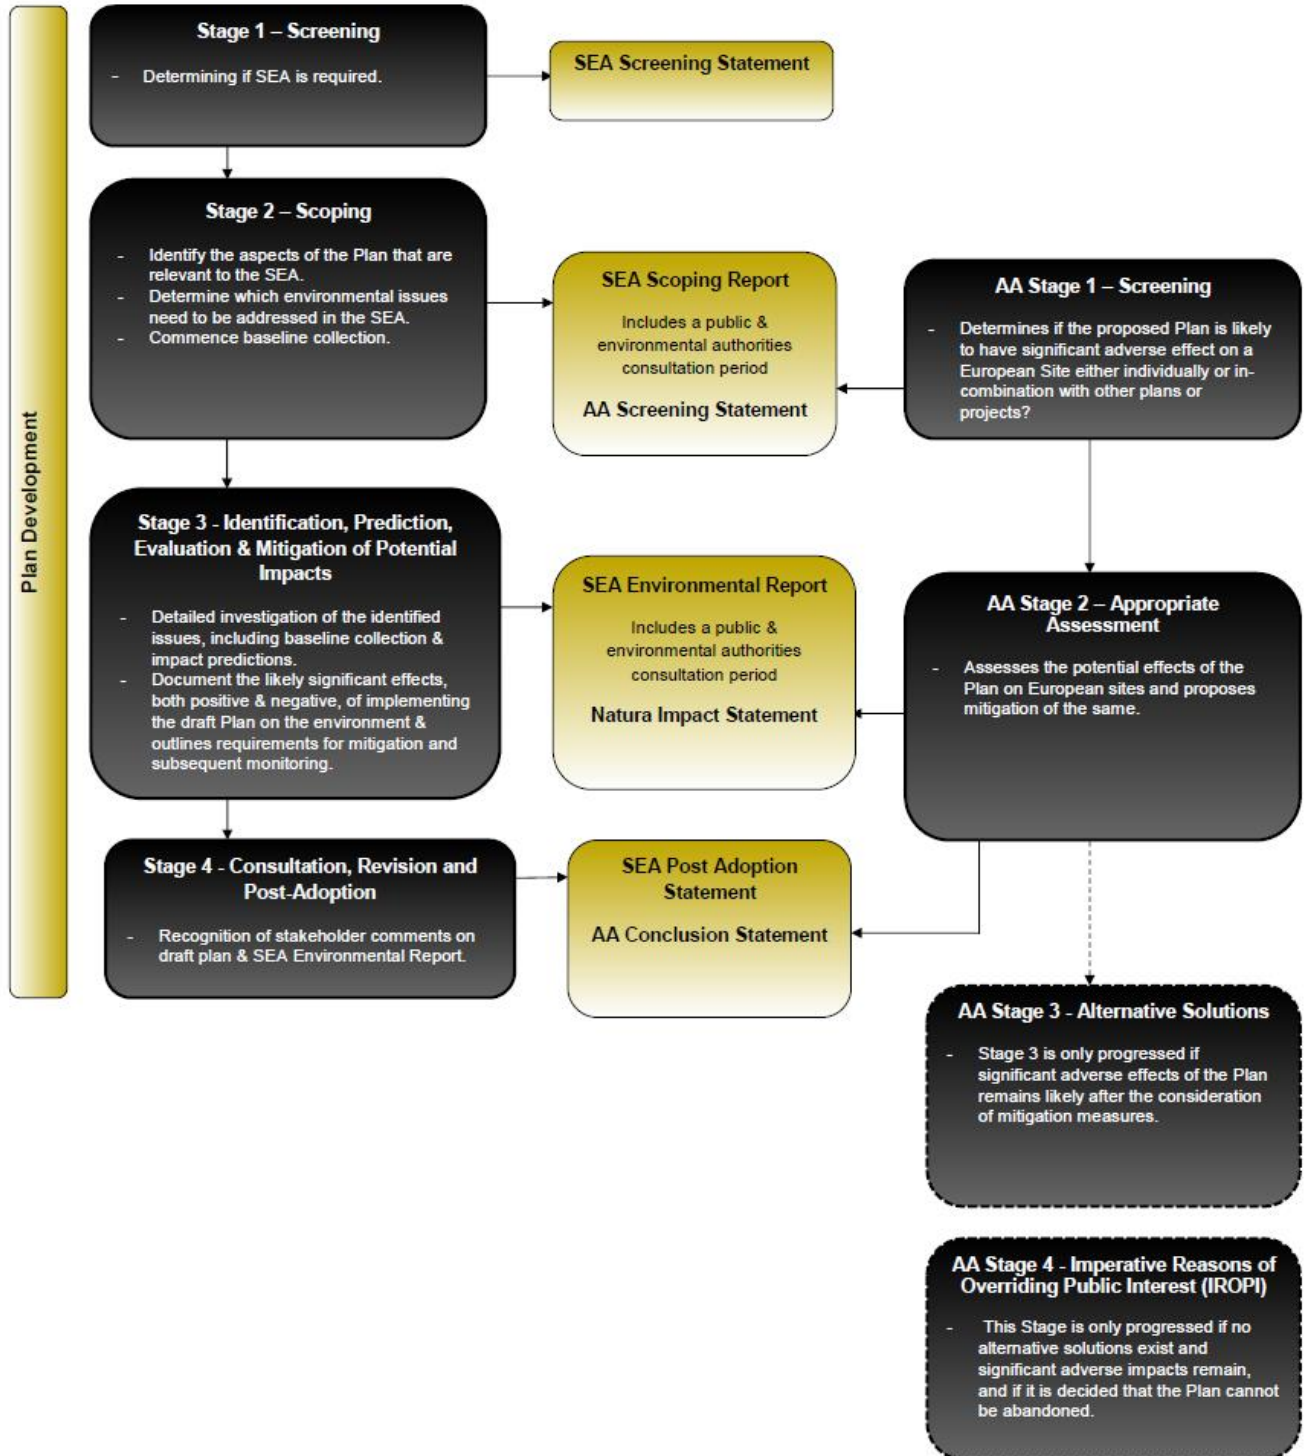 Plan Development
Stage 1 – Screening
- Determining if SEA is required.
SEA Screening Statement
Stage 2 – Scoping
- Identify the aspects of the Plan that are
relevant to the SEA.
- Determine which environmental issues
need to be addressed in the SEA.
- Commence baseline collection.
SEA Scoping Report
Includes a public &
environmental authorities
consultation period
AA Screening Statement
AA Stage 1 – Screening
- Determines if the proposed Plan is likely
to have significant adverse effect on a
European Site either individually or in-
combination with other plans or
projects?
Stage 3 - Identification, Prediction,
Evaluation & Mitigation of Potential
Impacts
- Detailed investigation of the identified
issues, including baseline collection &
impact predictions.
- Document the likely significant effects,
both positive & negative, of implementing
the draft Plan on the environment &
outlines requirements for mitigation and
subsequent monitoring.
SEA Environmental Report
Includes a public &
environmental authorities
consultation period
Natura Impact Statement
AA Stage 2 – Appropriate
Assessment
- Assesses the potential effects of the
Plan on European sites and proposes
mitigation of the same.
Stage 4 - Consultation, Revision and
Post-Adoption
- Recognition of stakeholder comments on
draft plan & SEA Environmental Report.
SEA Post Adoption
Statement
AA Conclusion Statement
AA Stage 3 - Alternative Solutions
- Stage 3 is only progressed if
significant adverse effects of the Plan
remains likely after the consideration
of mitigation measures.
AA Stage 4 - Imperative Reasons of
Overriding Public Interest (IROPI)
- This Stage is only progressed if no
alternative solutions exist and
significant adverse impacts remain,
and if it is decided that the Plan cannot
be abandoned.